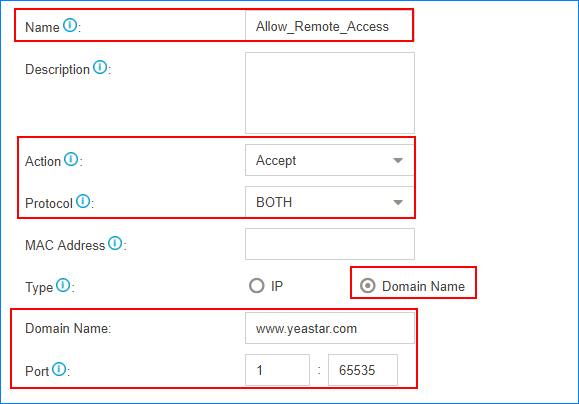 Name i: Allow_Remote_Access
Description i:
Action i: Accept
Protocol i: BOTH
MAC Address i:
Type i: IP Domain Name
Domain Name: www.yeastar.com
Port i: 1 : 65535